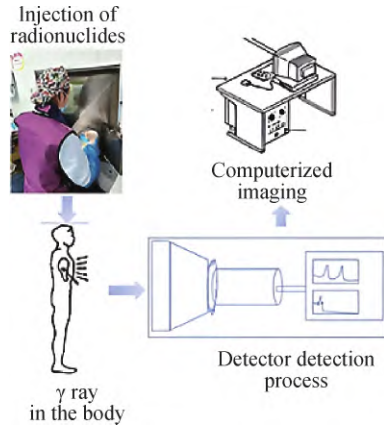 Injection of
radionuclides
Computerized
imaging
γ ray
in the body
Detector detection
process